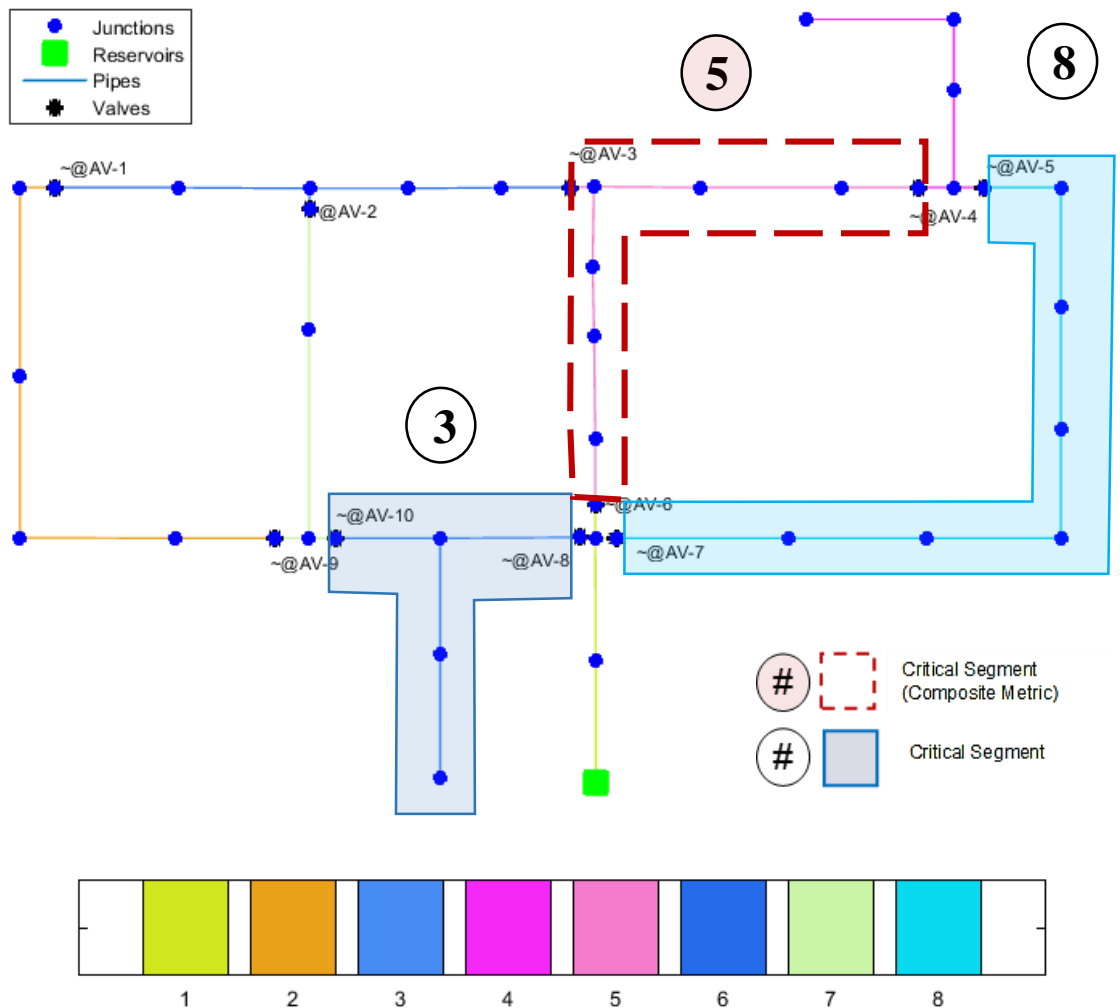 Junctions
Reservoirs
Pipes
Valves
5
8
~@AV-1
~@AV-3
~@AV-5
@AV-2
~@AV-4
3
~@AV-6
~@AV-10
~@AV-9
~@AV-8
~@AV-7
#
Critical Segment
(Composite Metric)
#
Critical Segment
1 2 3 4 5 6 7 8